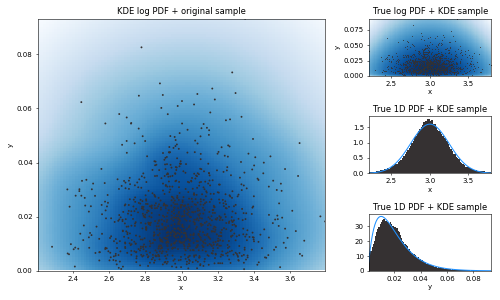 KDE log PDF + original sample
y
0.08
0.06
0.04
0.02
0.00
2.4 2.6 2.8 3.0 3.2 3.4 3.6
x
True log PDF + KDE sample
y
0.075
0.050
0.025
0.000
2.5 3.0 3.5
x
True 1D PDF + KDE sample
1.5
1.0
0.5
0.0
2.5 3.0 3.5
x
True 1D PDF + KDE sample
30
20
10
0
0.02 0.04 0.06 0.08
y